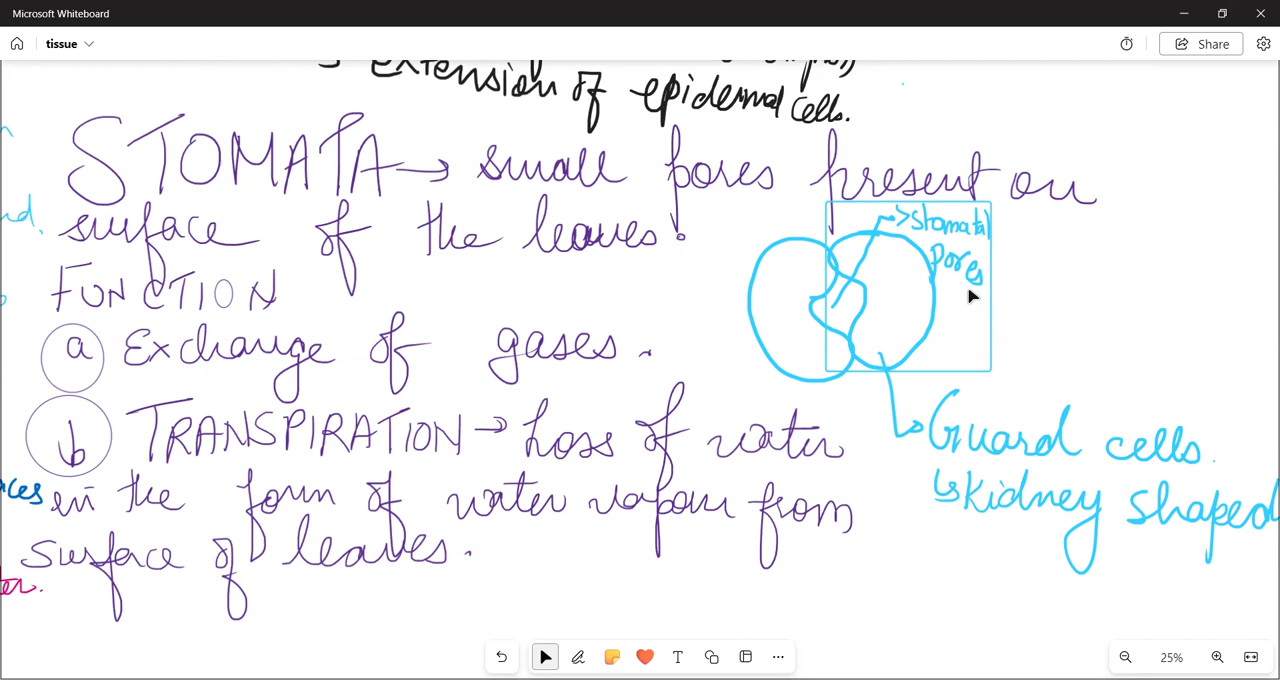 Microsoft Whiteboard
tissue
Share
extension of epidermal cells.
STOMATA → small pores present on
surface of the leaves.
> Stomatal
pores
FUNCTION
a Exchange of gases.
b TRANSPIRATION → Loss of water
in the form of water vapour from
surface of leaves.
Guard cells.
↳ kidney shaped
25%